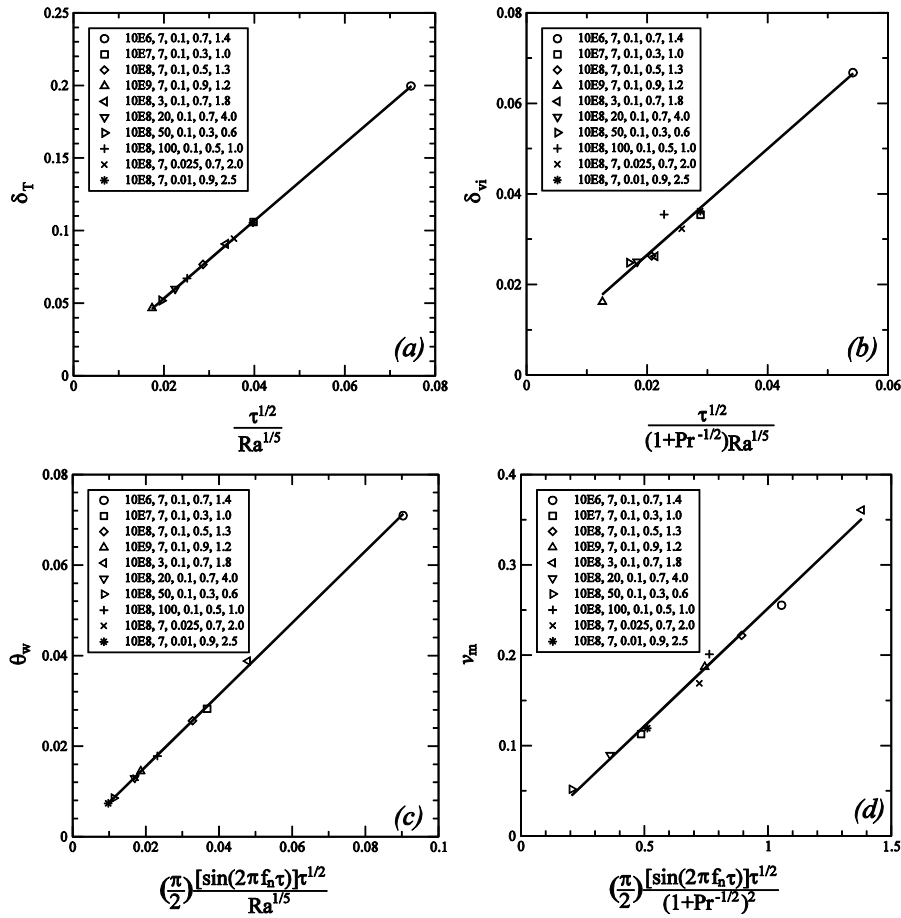 0.25
0.2
0.15
0.1
0.05
0
δT
10E6, 7, 0.1, 0.7, 1.4
10E7, 7, 0.1, 0.3, 1.0
10E8, 7, 0.1, 0.5, 1.3
10E9, 7, 0.1, 0.9, 1.2
10E8, 3, 0.1, 0.7, 1.8
10E8, 20, 0.1, 0.7, 4.0
10E8, 50, 0.1, 0.3, 0.6
10E8, 100, 0.1, 0.5, 1.0
10E8, 7, 0.025, 0.7, 2.0
10E8, 7, 0.01, 0.9, 2.5
(a)
0 0.02 0.04 0.06 0.08
τ^1/2
Ra^1/5
0.08
0.06
0.04
0.02
0
δvi
10E6, 7, 0.1, 0.7, 1.4
10E7, 7, 0.1, 0.3, 1.0
10E8, 7, 0.1, 0.5, 1.3
10E9, 7, 0.1, 0.9, 1.2
10E8, 3, 0.1, 0.7, 1.8
10E8, 20, 0.1, 0.7, 4.0
10E8, 50, 0.1, 0.3, 0.6
10E8, 100, 0.1, 0.5, 1.0
10E8, 7, 0.025, 0.7, 2.0
10E8, 7, 0.01, 0.9, 2.5
(b)
0 0.02 0.04 0.06
τ^1/2
(1+Pr^-1/2)Ra^1/5
0.08
0.06
0.04
0.02
0
θw
10E6, 7, 0.1, 0.7, 1.4
10E7, 7, 0.1, 0.3, 1.0
10E8, 7, 0.1, 0.5, 1.3
10E9, 7, 0.1, 0.9, 1.2
10E8, 3, 0.1, 0.7, 1.8
10E8, 20, 0.1, 0.7, 4.0
10E8, 50, 0.1, 0.3, 0.6
10E8, 100, 0.1, 0.5, 1.0
10E8, 7, 0.025, 0.7, 2.0
10E8, 7, 0.01, 0.9, 2.5
(c)
0 0.02 0.04 0.06 0.08 0.1
(π/2) [sin(2πfnτ)]τ^1/2
Ra^1/5
0.4
0.3
0.2
0.1
0
vm
10E6, 7, 0.1, 0.7, 1.4
10E7, 7, 0.1, 0.3, 1.0
10E8, 7, 0.1, 0.5, 1.3
10E9, 7, 0.1, 0.9, 1.2
10E8, 3, 0.1, 0.7, 1.8
10E8, 20, 0.1, 0.7, 4.0
10E8, 50, 0.1, 0.3, 0.6
10E8, 100, 0.1, 0.5, 1.0
10E8, 7, 0.025, 0.7, 2.0
10E8, 7, 0.01, 0.9, 2.5
(d)
0 0.5 1 1.5
(π/2) [sin(2πfnτ)]τ^1/2
(1+Pr^-1/2)^2